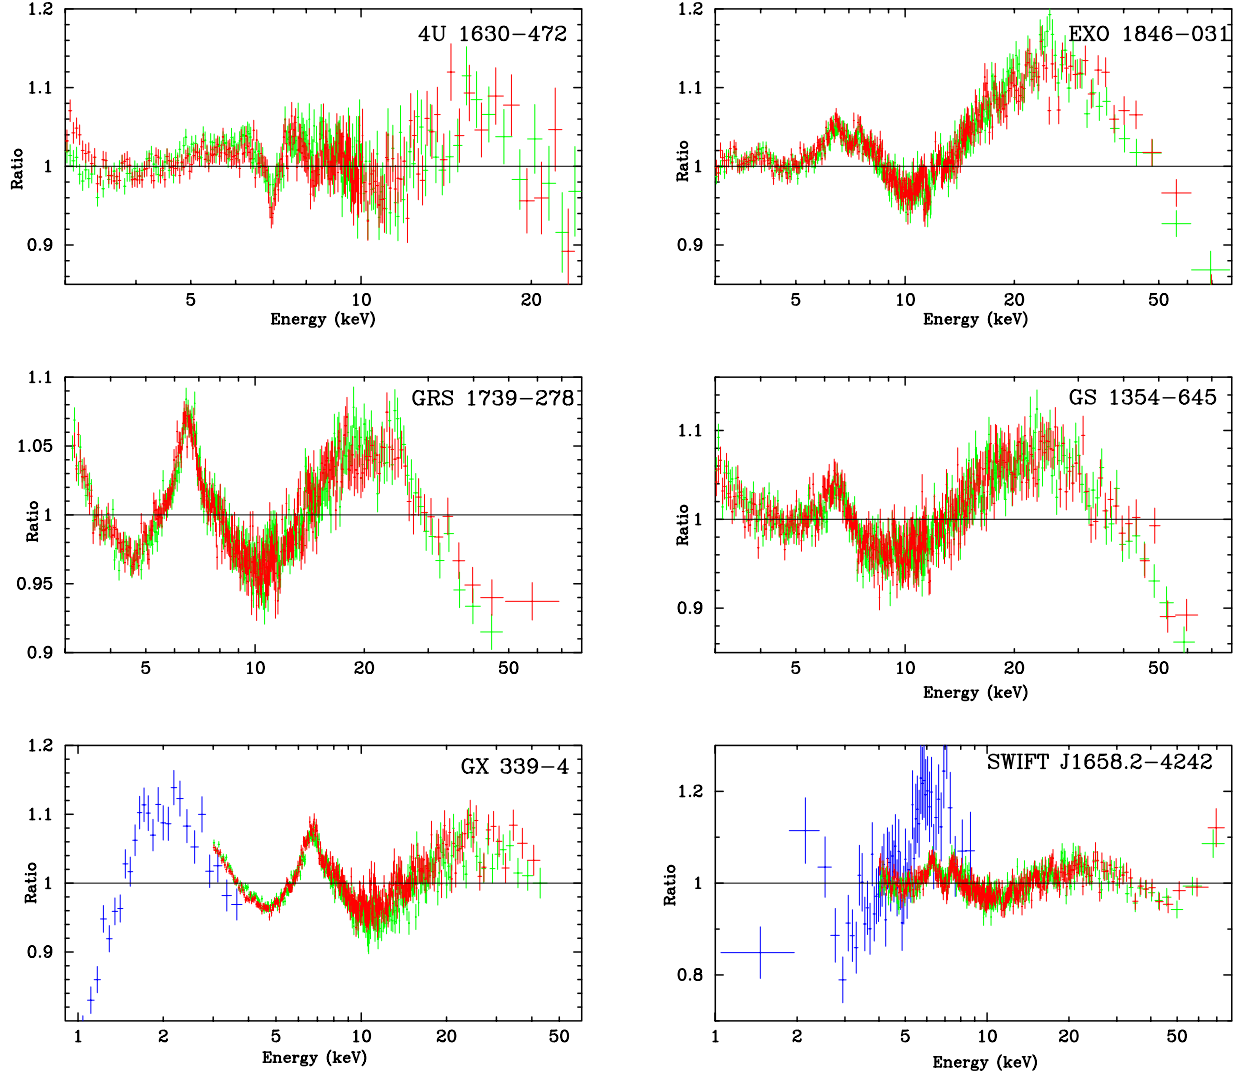 1.2
1.1
1
0.9
Ratio
4U 1630−472
5 10 20
Energy (keV)
1.2
1.1
1
0.9
Ratio
EXO 1846−031
5 10 20 50
Energy (keV)
1.1
1.05
1
0.95
0.9
Ratio
GRS 1739−278
5 10 20 50
Energy (keV)
1.1
1
0.9
Ratio
GS 1354−645
5 10 20 50
Energy (keV)
1.2
1.1
1
0.9
Ratio
GX 339−4
1 2 5 10 20 50
Energy (keV)
1.2
1
0.8
Ratio
SWIFT J1658.2−4242
1 2 5 10 20 50
Energy (keV)